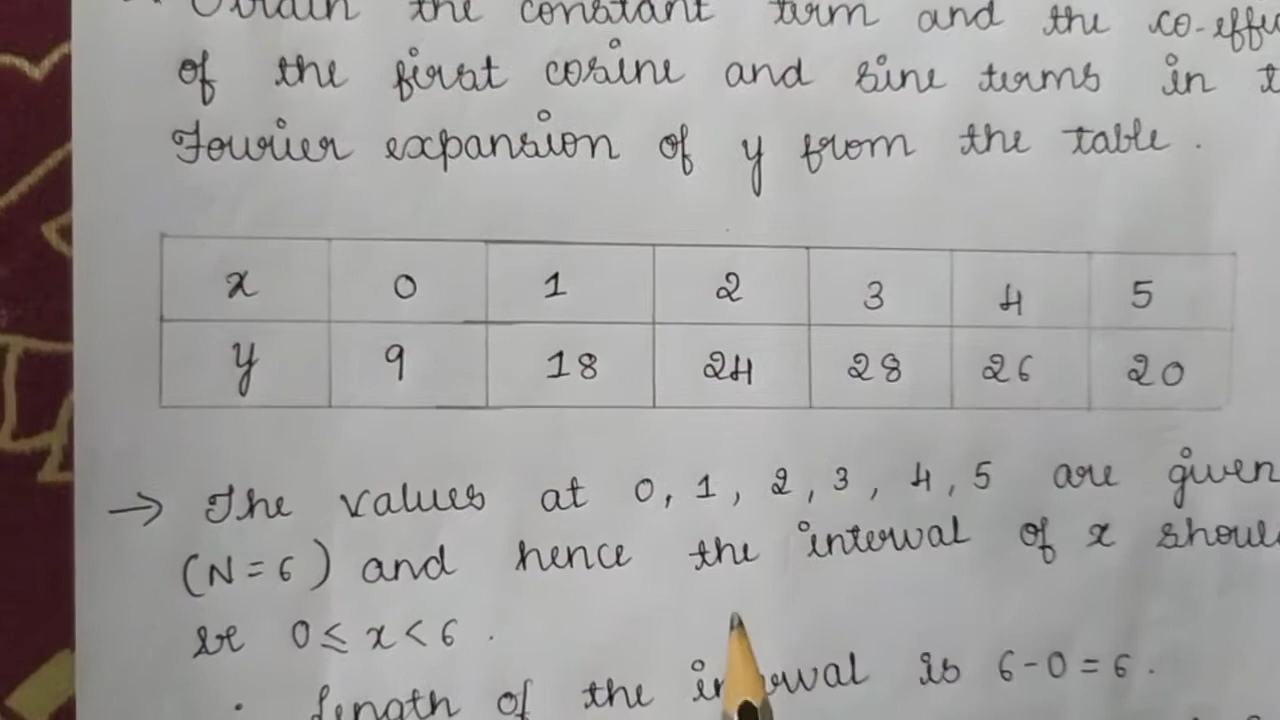 Obtain the constant term and the co-effi
of the first cosine and sine terms in t
Fourier expansion of y from the table.
x 0 1 2 3 4 5
y 9 18 24 28 26 20
→ The values at 0, 1, 2, 3, 4, 5 are given
(N = 6) and hence the interval of x shoul
be 0 ≤ x < 6.
. length of the interval is 6-0 = 6.